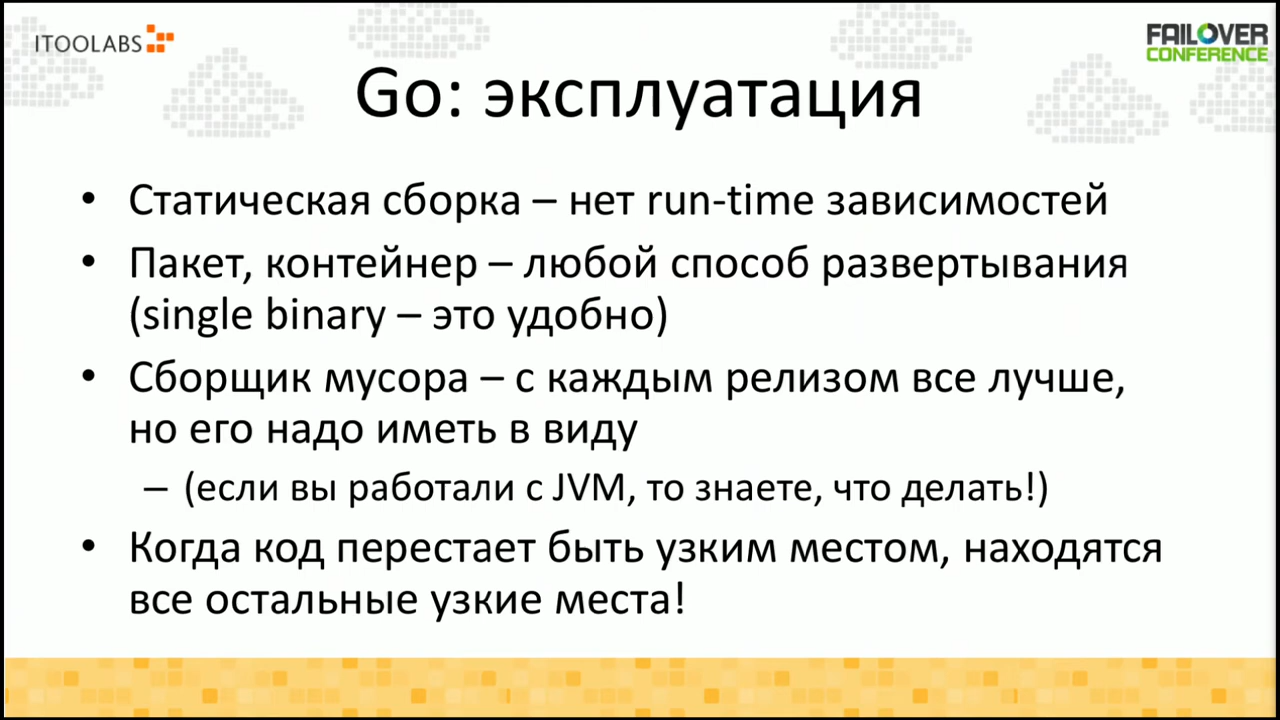 ITOOLABS
FAILOVER
CONFERENCE
Go: эксплуатация
• Статическая сборка – нет run-time зависимостей
• Пакет, контейнер – любой способ развертывания
(single binary – это удобно)
• Сборщик мусора – с каждым релизом все лучше,
но его надо иметь в виду
– (если вы работали с JVM, то знаете, что делать!)
• Когда код перестает быть узким местом, находятся
все остальные узкие места!